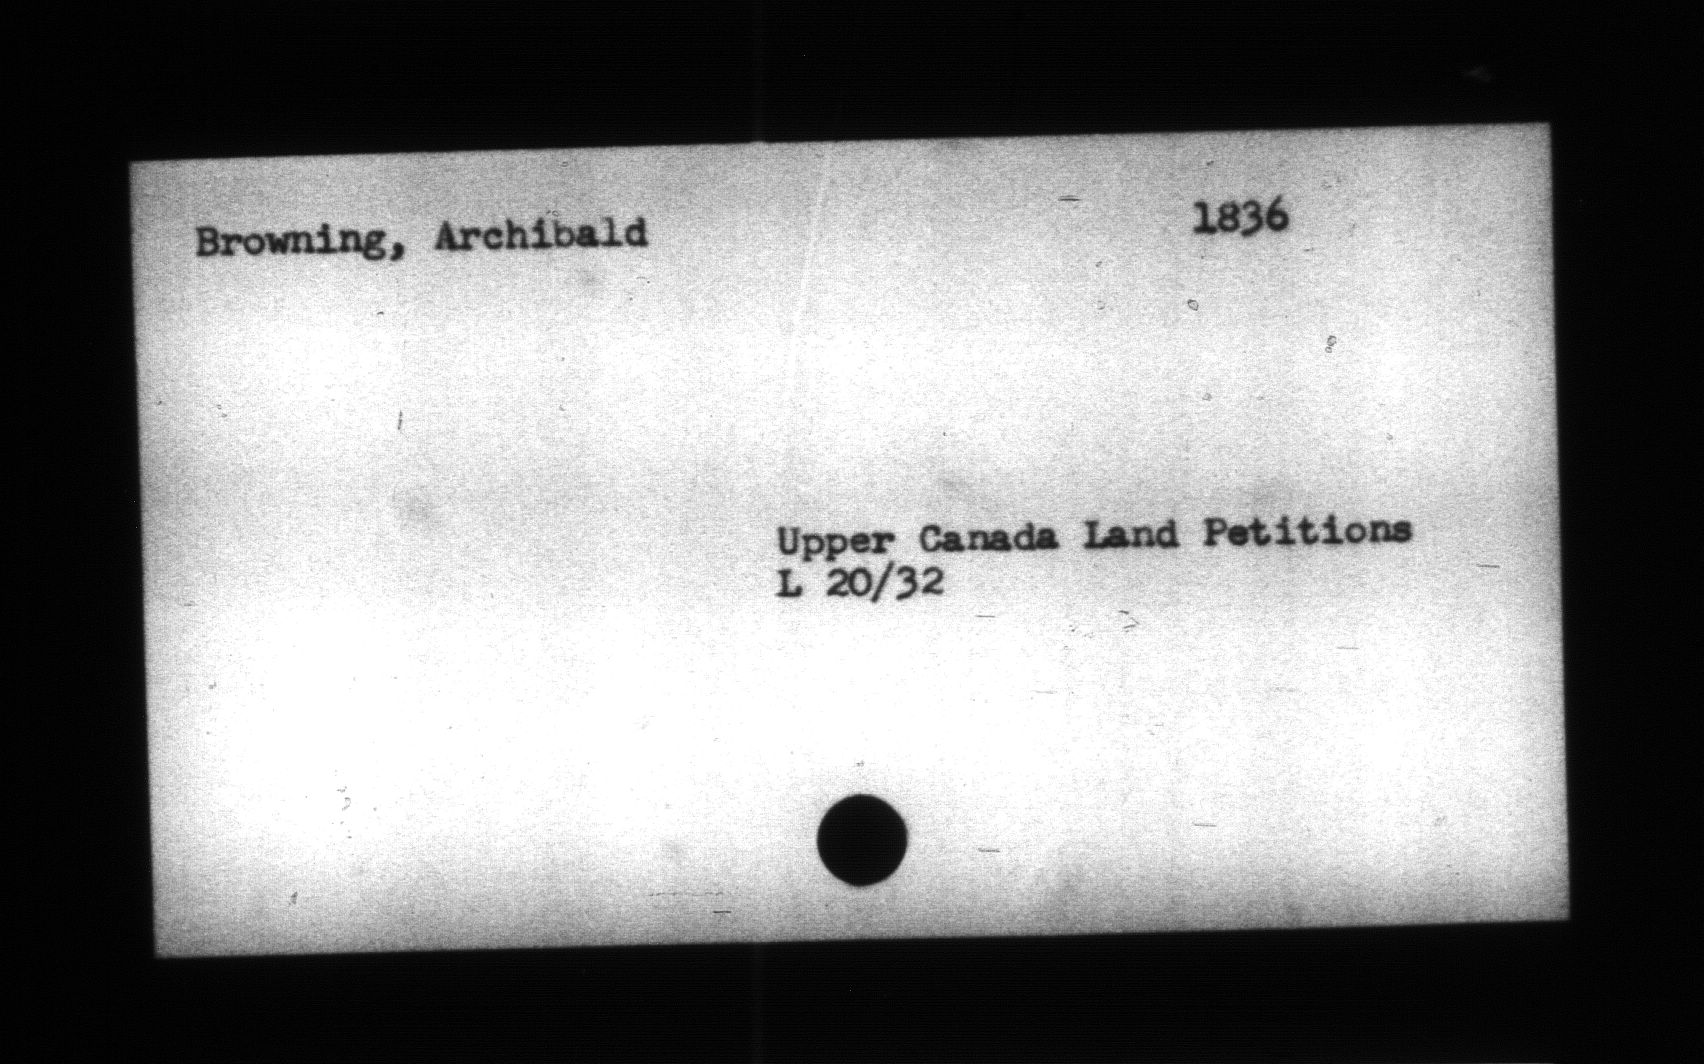 Browning, Archibald 1836
Upper Canada Land Petitions
L 20/32